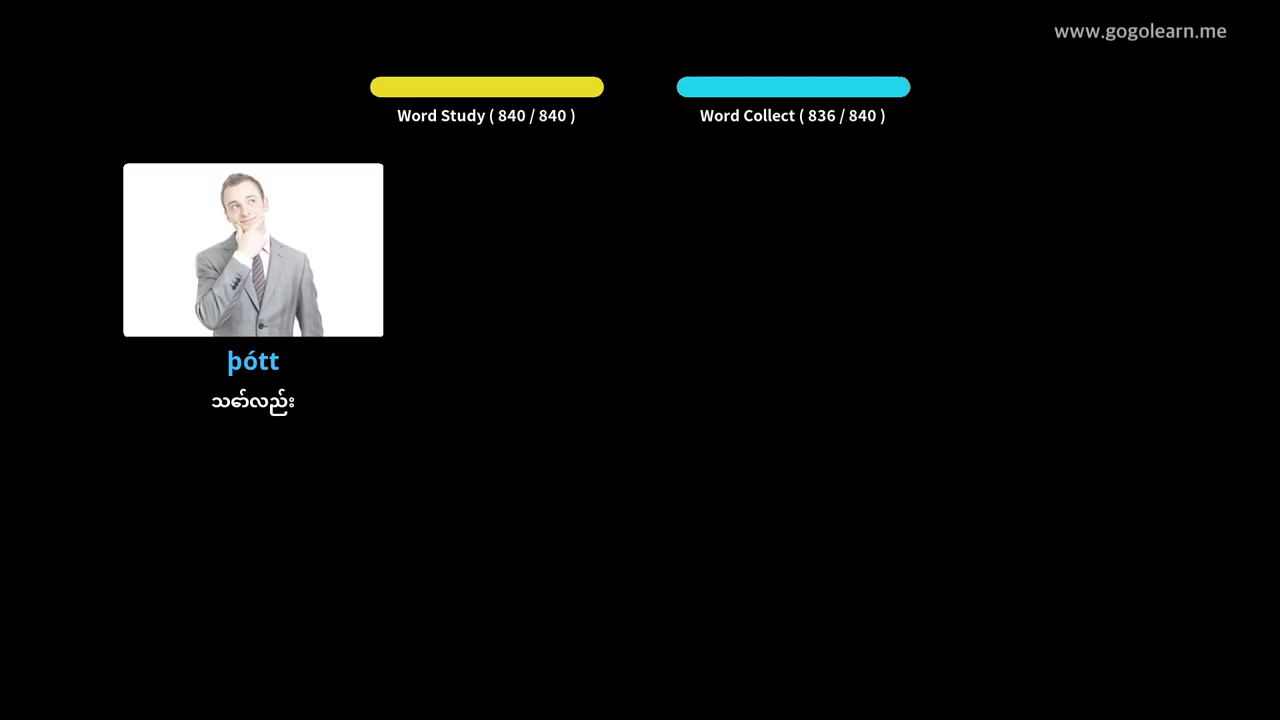 www.gogolearn.me
Word Study ( 840 / 840 )
Word Collect ( 836 / 840 )
þótt
သော်လည်း